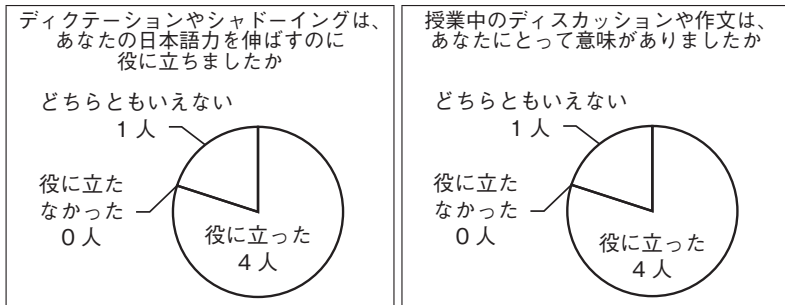 ディクテーションやシャドーイングは、
あなたの日本語力を伸ばすのに
役に立ちましたか
どちらともいえない
1人
役に立た
なかった
0人
役に立った
4人
授業中のディスカッションや作文は、
あなたにとって意味がありましたか
どちらともいえない
1人
役に立た
なかった
0人
役に立った
4人